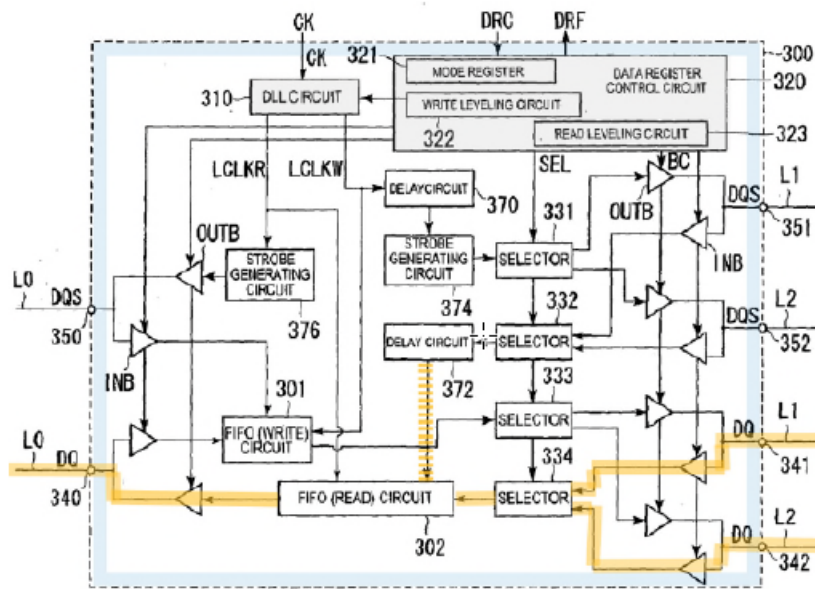 CK
DRC
DRF
300
CK
321
MODE REGISTER
DATA REGISTER
CONTROL CIRCUIT
320
310
DLL CIRCUIT
WRITE LEVELING CIRCUIT
322
READ LEVELING CIRCUIT
323
LCLKR
LCLKW
SEL
BC
DELAYCIRCUIT
370
331
OUTB
DQS
L1
351
OUTB
STROBE
GENERATING
CIRCUIT
376
STROBE
GENERATING
CIRCUIT
374
SELECTOR
INB
L0
DQS
350
332
DQS
L2
352
INB
DELAY CIRCUIT
372
SELECTOR
301
FIFO (WRITE)
CIRCUIT
333
SELECTOR
DQ
L1
341
L0
DQ
340
334
FIFO (READ) CIRCUIT
302
SELECTOR
DQ
L2
342